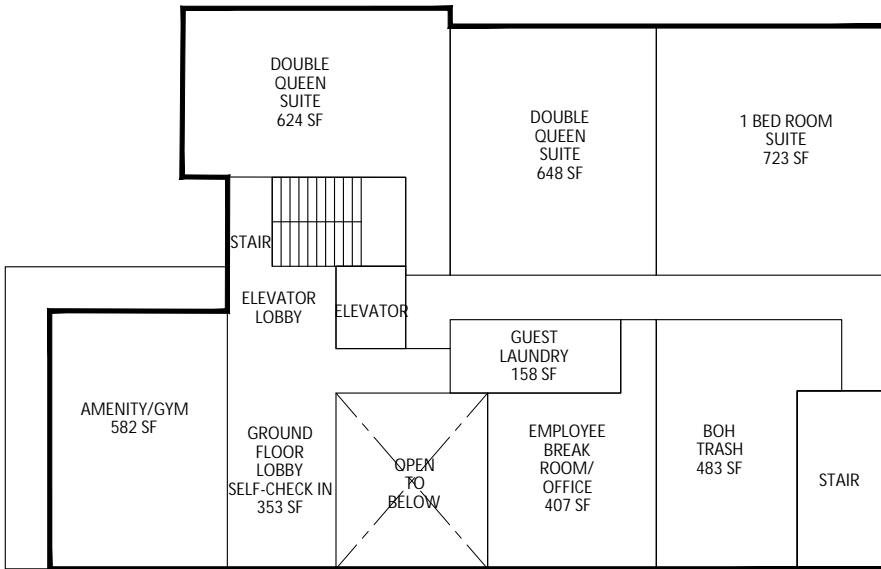 DOUBLE
QUEEN
SUITE
624 SF
DOUBLE
QUEEN
SUITE
648 SF
1 BED ROOM
SUITE
723 SF
STAIR
ELEVATOR
LOBBY
ELEVATOR
GUEST
LAUNDRY
158 SF
AMENITY/GYM
582 SF
GROUND
FLOOR
LOBBY
SELF-CHECK IN
353 SF
OPEN
TO
BELOW
EMPLOYEE
BREAK
ROOM/
OFFICE
407 SF
BOH
TRASH
483 SF
STAIR